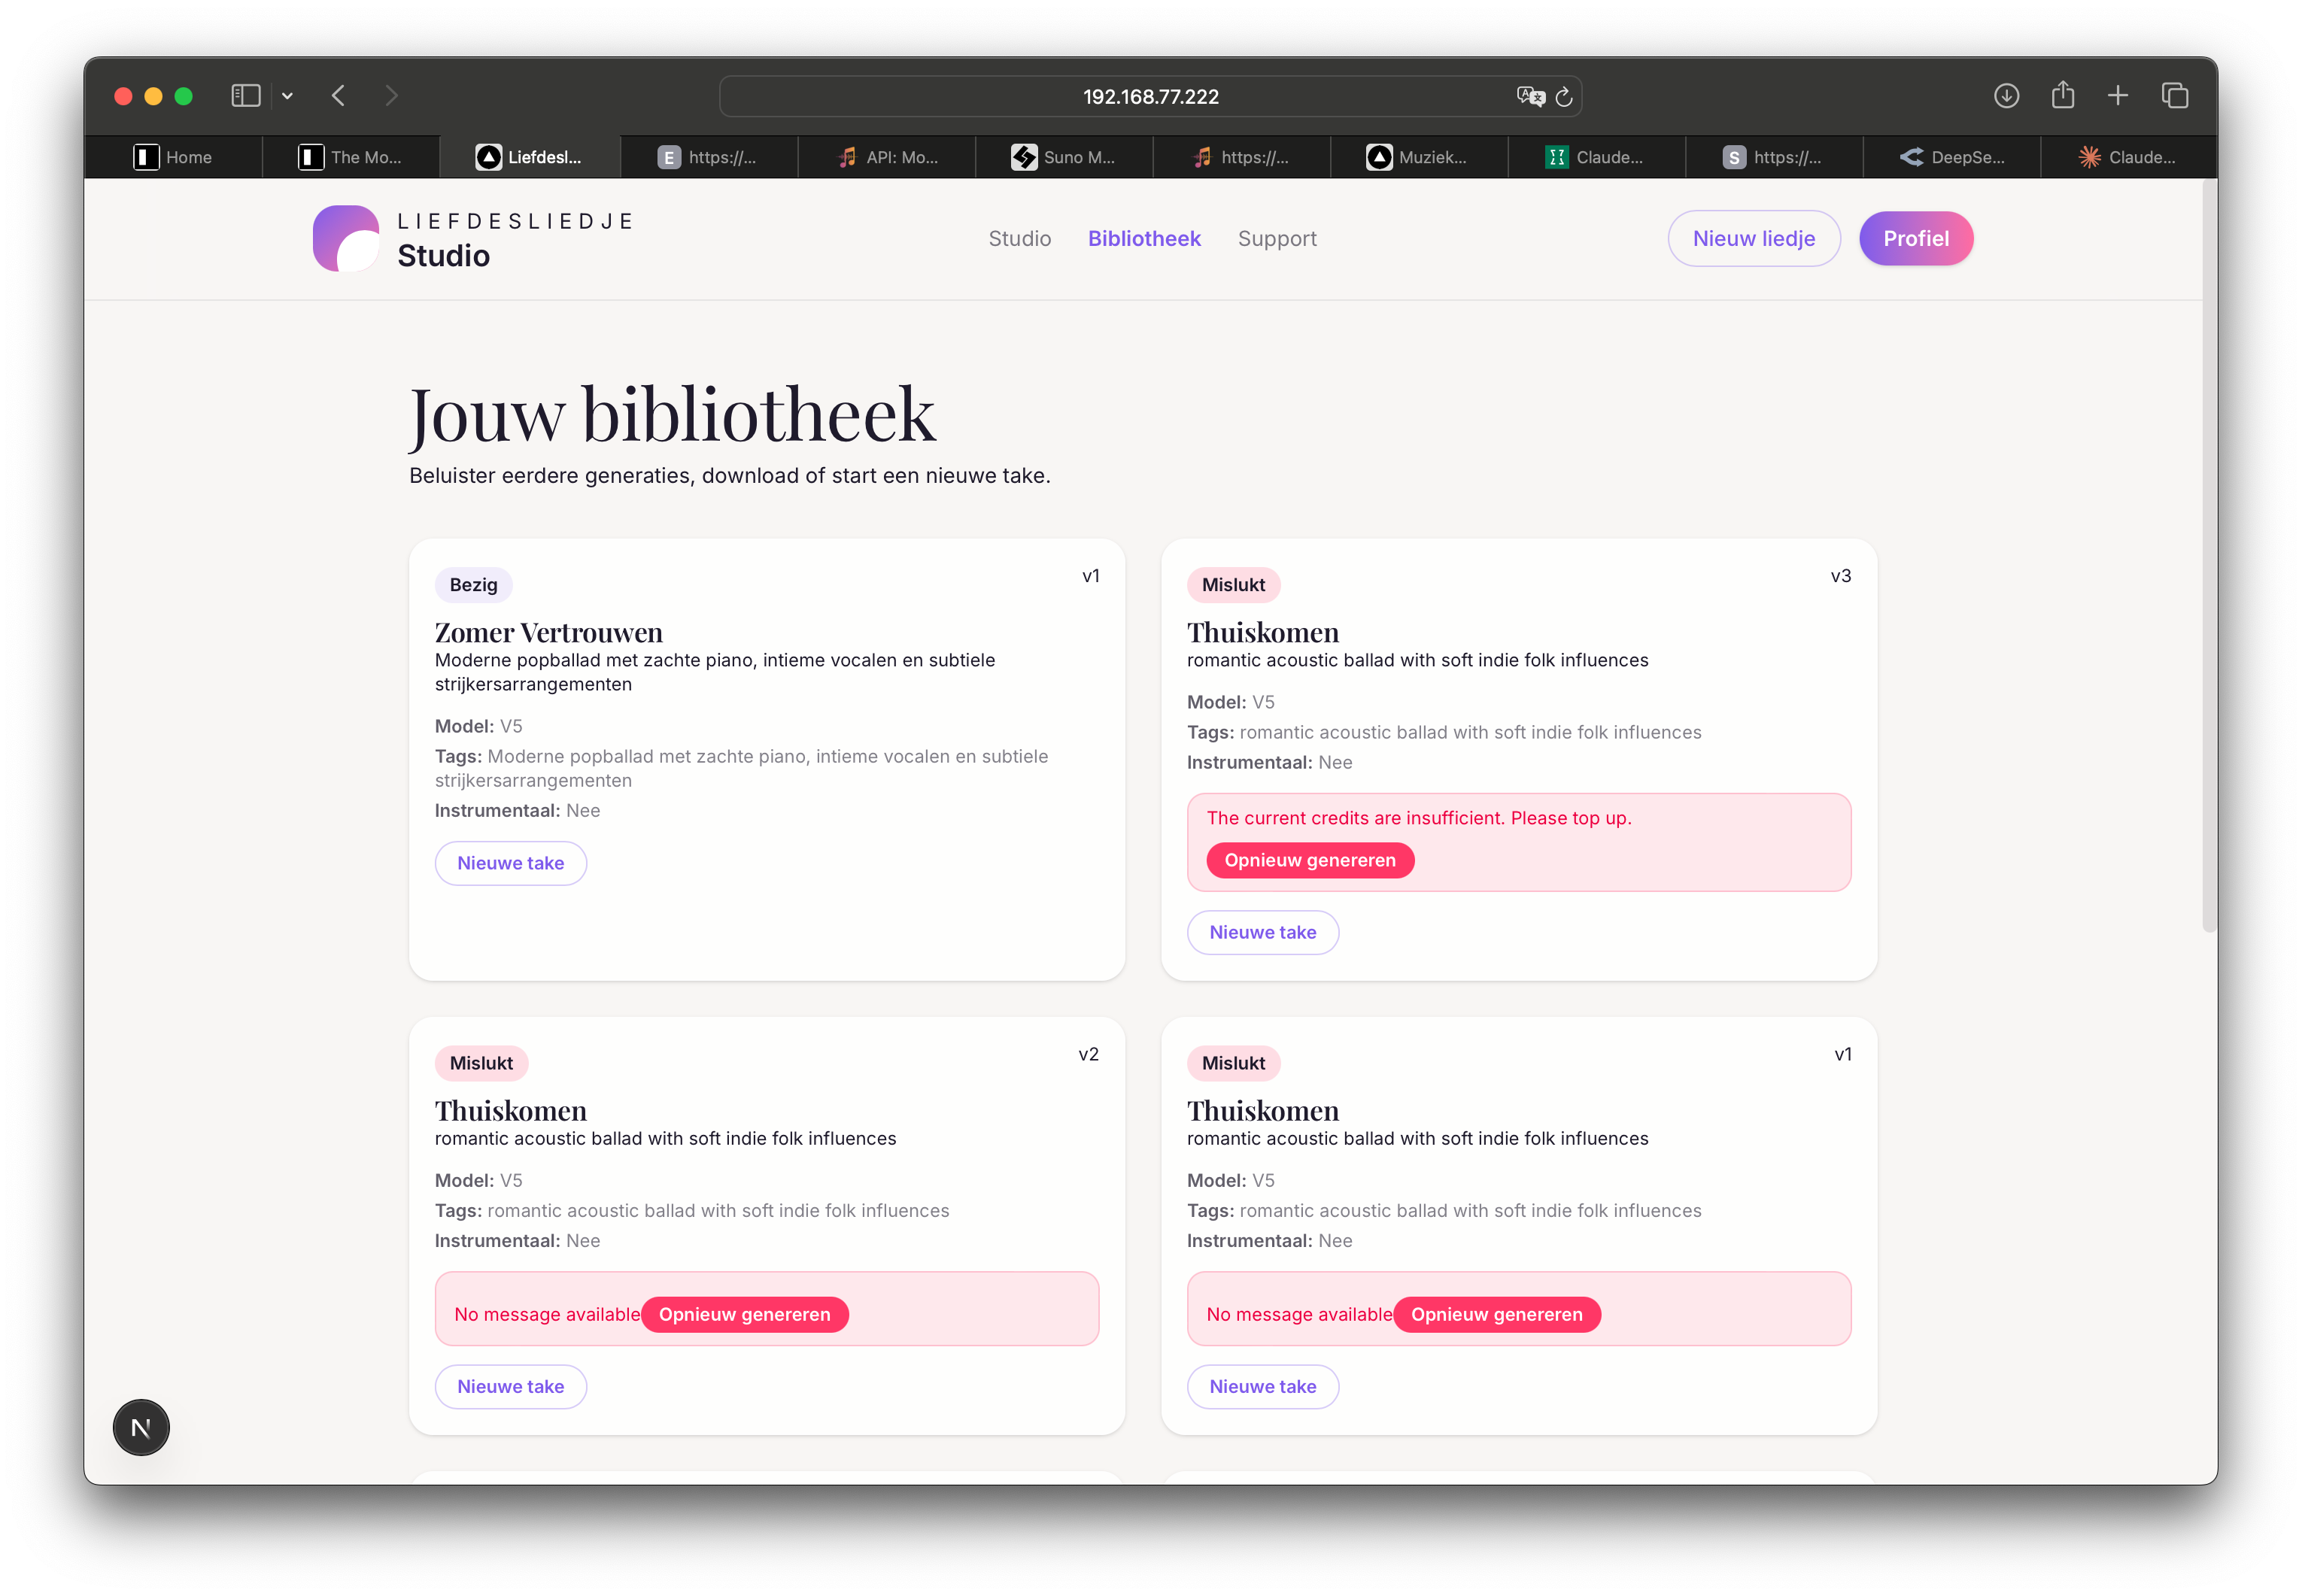 192.168.77.222
Home
The Mo...
Liefdesl...
E https://...
API: Mo...
Suno M...
https://...
Muziek...
Claude...
S https://...
DeepSe...
Claude...
LIEFDESLIEDJE
Studio
Studio
Bibliotheek
Support
Nieuw liedje
Profiel
Jouw bibliotheek
Beluister eerdere generaties, download of start een nieuwe take.
Bezig
v1
Zomer Vertrouwen
Moderne popballad met zachte piano, intieme vocalen en subtiele
strijkersarrangementen
Model: V5
Tags: Moderne popballad met zachte piano, intieme vocalen en subtiele
strijkersarrangementen
Instrumentaal: Nee
Nieuwe take
Mislukt
v3
Thuiskomen
romantic acoustic ballad with soft indie folk influences
Model: V5
Tags: romantic acoustic ballad with soft indie folk influences
Instrumentaal: Nee
The current credits are insufficient. Please top up.
Opnieuw genereren
Nieuwe take
Mislukt
v2
Thuiskomen
romantic acoustic ballad with soft indie folk influences
Model: V5
Tags: romantic acoustic ballad with soft indie folk influences
Instrumentaal: Nee
No message available Opnieuw genereren
Nieuwe take
Mislukt
v1
Thuiskomen
romantic acoustic ballad with soft indie folk influences
Model: V5
Tags: romantic acoustic ballad with soft indie folk influences
Instrumentaal: Nee
No message available Opnieuw genereren
Nieuwe take
N